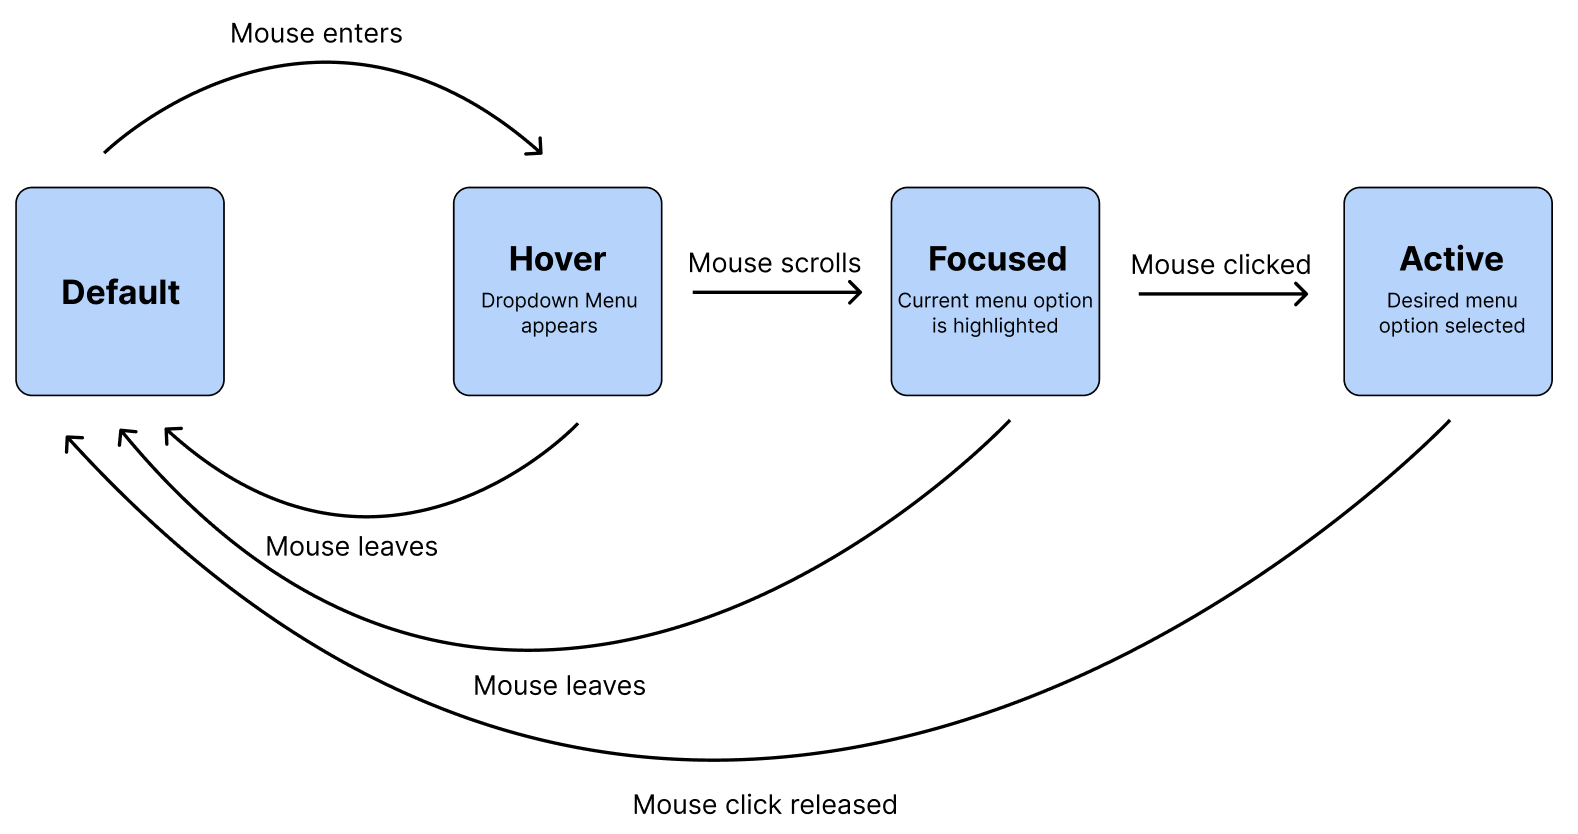 Mouse enters
Default
Hover
Dropdown Menu
appears
Mouse scrolls
Focused
Current menu option
is highlighted
Mouse clicked
Active
Desired menu
option selected
Mouse leaves
Mouse leaves
Mouse click released